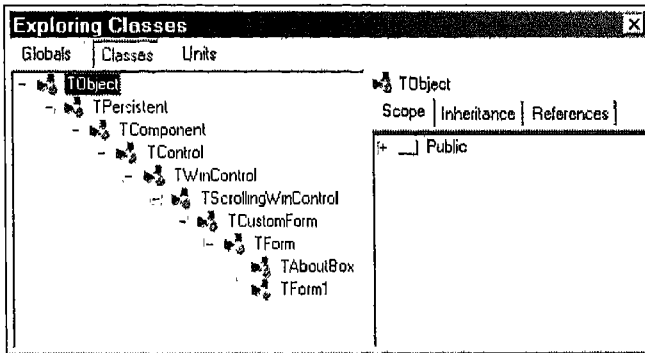 Exploring Classes
Globals Classes Units
TObject
TPersistent
TComponent
TControl
TWinControl
TScrollingWinControl
TCustomForm
TForm
TAboutBox
TForm1
TObject
Scope Inheritance References
Public